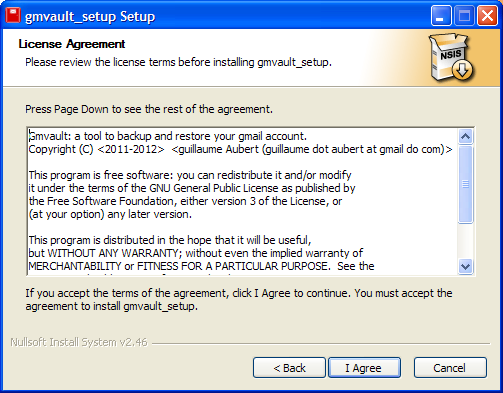 gmvault_setup Setup
License Agreement
Please review the license terms before installing gmvault_setup.
NSIS
Press Page Down to see the rest of the agreement.
Gmvault: a tool to backup and restore your gmail account.
Copyright (C) <2011-2012>  <guillaume Aubert (guillaume dot aubert at gmail do com)>
This program is free software: you can redistribute it and/or modify
it under the terms of the GNU General Public License as published by
the Free Software Foundation, either version 3 of the License, or
(at your option) any later version.
This program is distributed in the hope that it will be useful,
but WITHOUT ANY WARRANTY; without even the implied warranty of
MERCHANTABILITY or FITNESS FOR A PARTICULAR PURPOSE.  See the
If you accept the terms of the agreement, click I Agree to continue. You must accept the
agreement to install gmvault_setup.
Nullsoft Install System v2.46
< Back
I Agree
Cancel